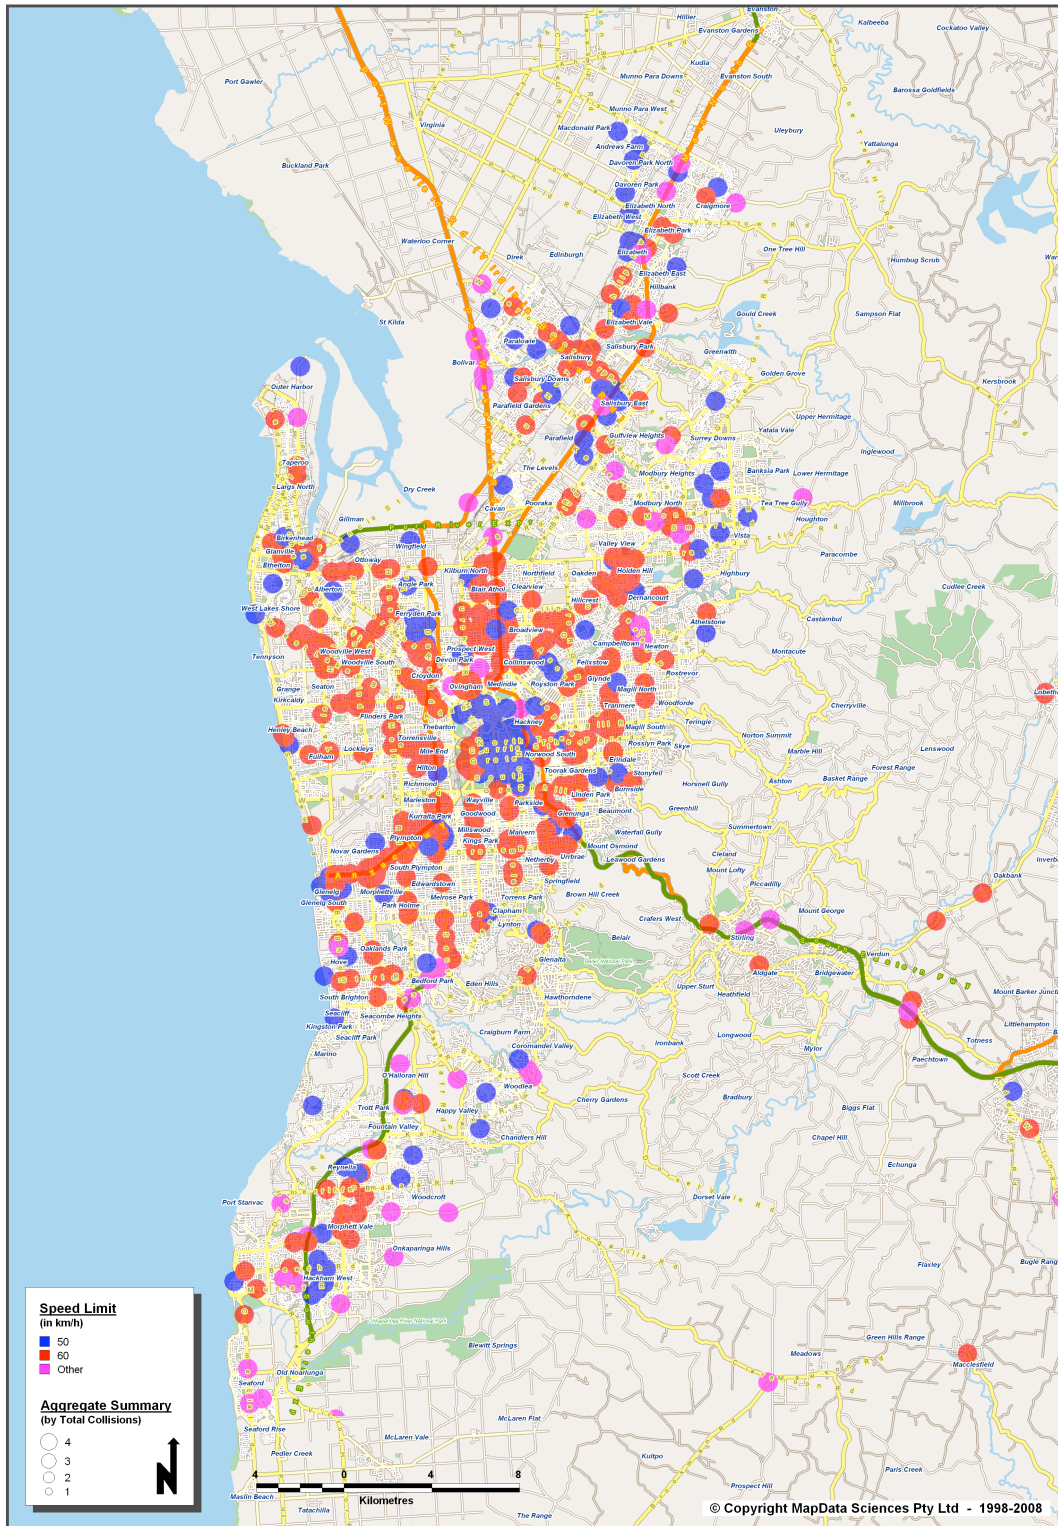 Evanston
Hillier
Evanston Gardens
Kalbeeba
Cockatoo Valley
Kudla
Port Gawler
Munno Para Downs
Evanston South
Barossa Goldfields
Munno Para West
Virginia
Macdonald Park
Uleybury
Andrews Farm
Yattalunga
Buckland Park
Davoren Park North
Davoren Park
Elizabeth North
Craigmore
Elizabeth West
Elizabeth Park
Waterloo Corner
Elizabeth
One Tree Hill
Edinburgh
Direk
Humbug Scrub
Elizabeth East
Hillbank
St Kilda
Elizabeth Vale
Gould Creek
Sampson Flat
Paralowie
Salisbury Park
Greenwith
Salisbury
Bolivar
Golden Grove
Salisbury Downs
Kersbrook
Outer Harbor
Parafield Gardens
Salisbury East
Upper Hermitage
Yatala Vale
Parafield
Gulfview Heights
Surrey Downs
Inglewood
Taperoo
The Levels
Modbury Heights
Banksia Park
Lower Hermitage
Largs North
Dry Creek
Pooraka
Modbury North
Tea Tree Gully
Millbrook
Cavan
Gillman
Houghton
Birkenhead
Wingfield
Valley View
Vista
Glanville
Paracombe
Ethelton
Ottoway
Kilburn North
Northfield
Oakden
Holden Hill
Highbury
Alberton
Angle Park
Blair Athol
Clearview
Cudlee Creek
Hillcrest
Dernancourt
West Lakes Shore
Ferryden Park
Athelstone
Castambul
Broadview
Campbelltown
Newton
Woodville West
Prospect West
Montacute
Tennyson
Woodville South
Devon Park
Collinswood
Felixstow
Croydon
Rostrevor
Grange
Seaton
Ovingham
Medindie
Royston Park
Glynde
Magill North
Lobethal
Kirkcaldy
Tranmere
Woodforde
Cherryville
Flinders Park
Hackney
Teringie
Henley Beach
Thebarton
Magill South
Torrensville
Rosslyn Park
Skye
Norton Summit
Lenswood
Lockleys
Mile End
Norwood South
Marble Hill
Fulham
Hilton
Erindale
Toorak Gardens
Stonyfell
Forest Range
Richmond
Burnside
Horsnell Gully
Ashton
Basket Range
Marleston
Wayville
Parkside
Linden Park
Goodwood
Glenunga
Beaumont
Greenhill
Kurralta Park
Summertown
Plympton
Millswood
Malvern
Waterfall Gully
Kings Park
Novar Gardens
Mount Osmond
Cleland
Netherby
Urrbrae
Leawood Gardens
South Plympton
Mount Lofty
Glenelg
Morphettville
Edwardstown
Springfield
Piccadilly
Oakbank
Glenelg South
Park Holme
Melrose Park
Torrens Park
Brown Hill Creek
Clapham
Mount George
Lynton
Crafers West
Stirling
Belair
Oaklands Park
Verdun
Hove
Glenalta
Aldgate
Bridgewater
Bedford Park
Eden Hills
Upper Sturt
South Brighton
Hawthorndene
Heathfield
Seacombe Heights
Seacliff
Kingston Park
Craigburn Farm
Longwood
Littlehampton
Seacliff Park
Coromandel Valley
Ironbank
Totness
Marino
Mylor
Paechtown
O'Halloran Hill
Scott Creek
Woodlea
Trott Park
Cherry Gardens
Bradbury
Happy Valley
Biggs Flat
Fountain Valley
Chandlers Hill
Chapel Hill
Reynella
Echunga
Port Stanvac
Woodcroft
Dorset Vale
Morphett Vale
Onkaparinga Hills
Flaxley
Hackham West
Blewitt Springs
Green Hills Range
Meadows
Macclesfield
Old Noarlunga
Seaford
McLaren Flat
Seaford Rise
McLaren Vale
Pedler Creek
Kuitpo
Paris Creek
Maslin Beach
Tatachilla
The Range
Prospect Hill
Speed Limit
(in km/h)
50
60
Other
Aggregate Summary
(by Total Collisions)
4
3
2
1
N
4 0 4 8
Kilometres
© Copyright MapData Sciences Pty Ltd - 1998-2008